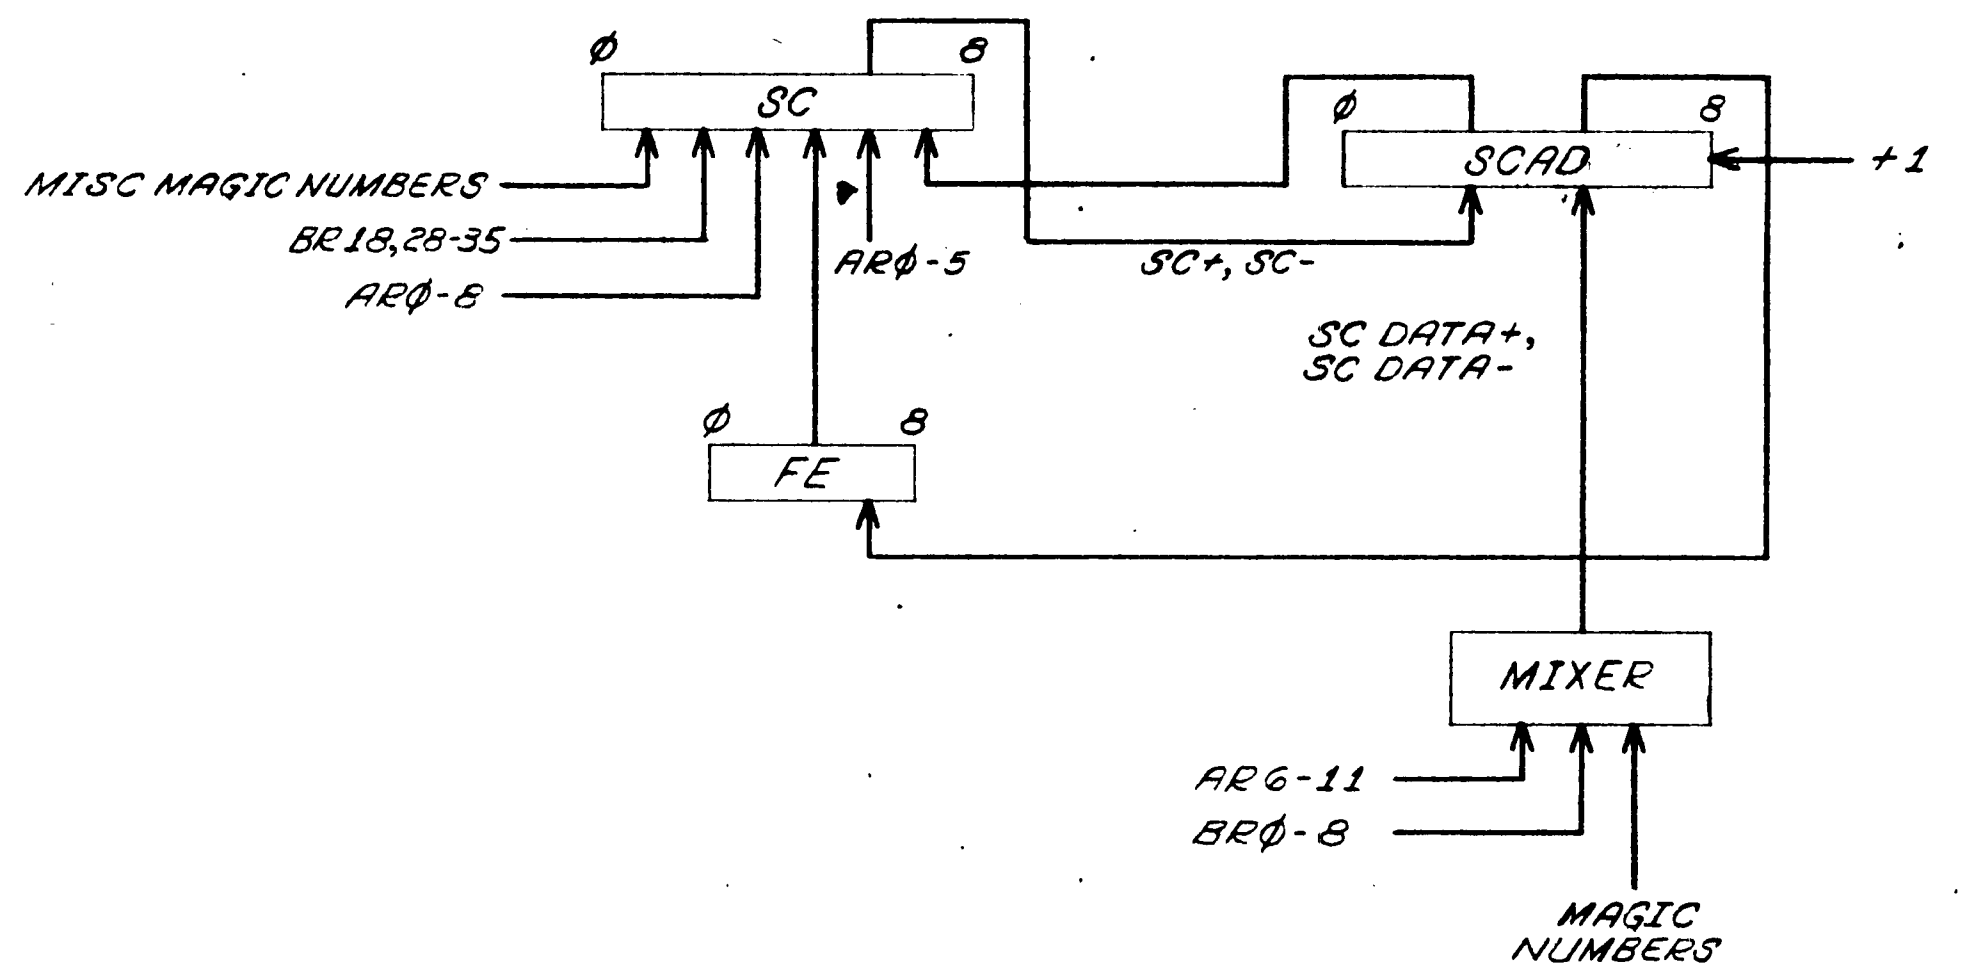 Ø 8
SC
Ø 8
SCAD
+1
MISC MAGIC NUMBERS
BR18,28-35
ARØ-5
SC+, SC-
ARØ-8
SC DATA+,
SC DATA-
Ø 8
FE
MIXER
AR6-11
BRØ-8
MAGIC
NUMBERS